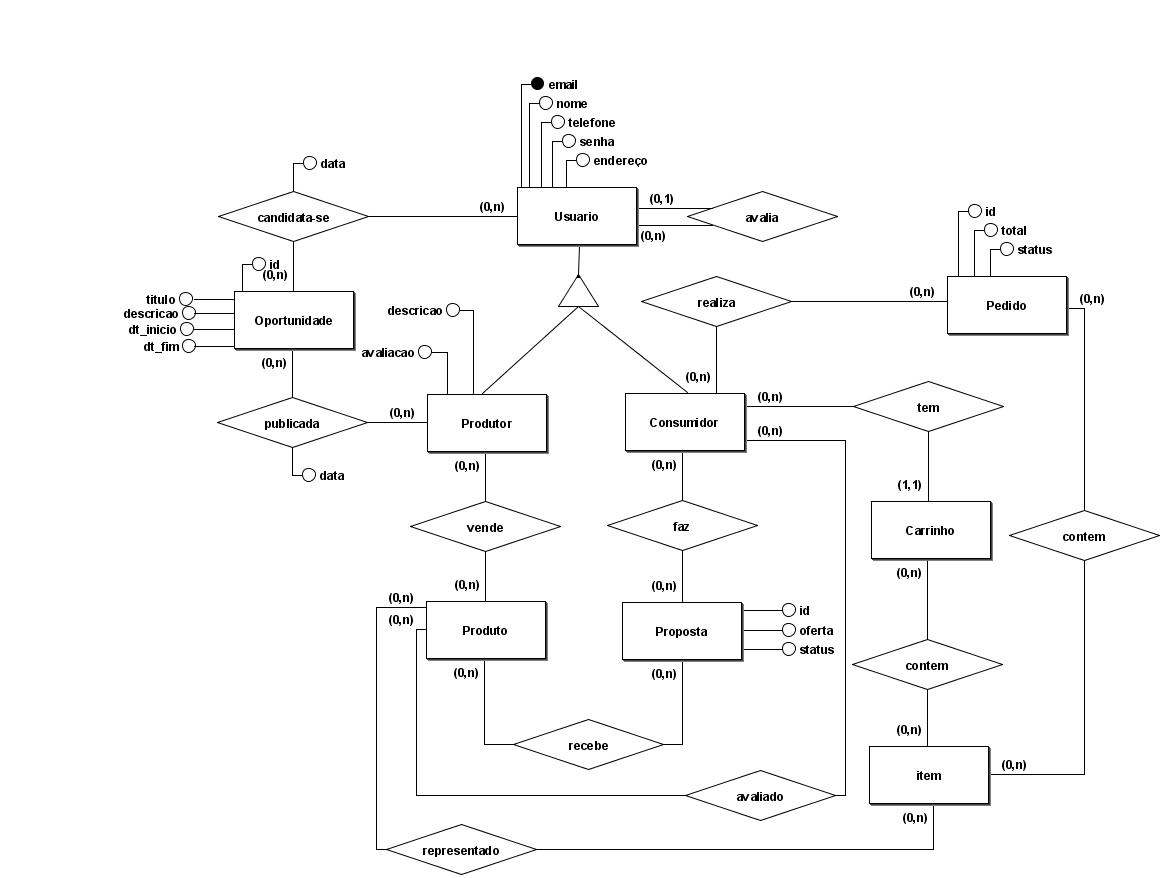 email
nome
telefone
senha
endereço
data
candidata-se
(0,n)
Usuario
(0,1)
(0,n)
avalia
id
total
status
id
(0,n)
titulo
descricao
dt_inicio
dt_fim
Oportunidade
(0,n)
descricao
avaliacao
realiza
(0,n)
Pedido
(0,n)
(0,n)
publicada
(0,n)
Produtor
Consumidor
(0,n)
(0,n)
tem
data
(0,n)
(0,n)
(1,1)
vende
faz
Carrinho
contem
(0,n)
(0,n)
(0,n)
(0,n)
(0,n)
Produto
Proposta
id
oferta
status
(0,n)
(0,n)
contem
recebe
(0,n)
(0,n)
item
avaliado
(0,n)
representado